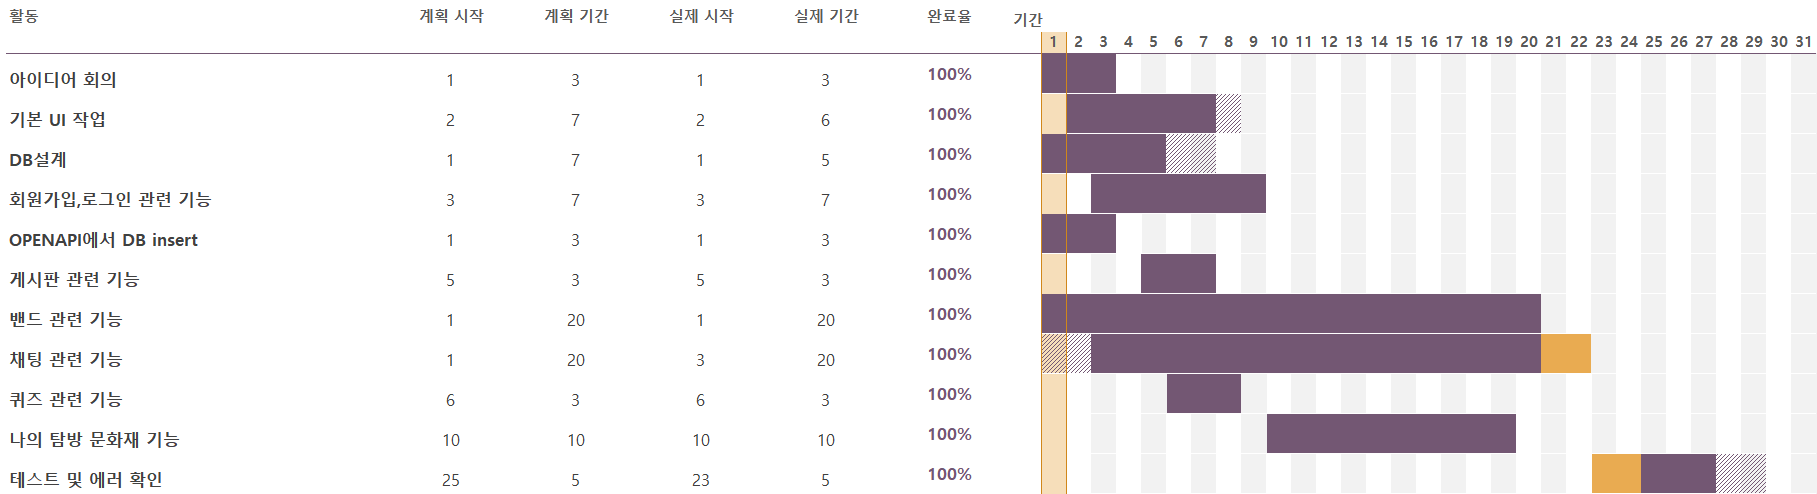 활동 계획 시작 계획 기간 실제 시작 실제 기간 완료율 기간
1 2 3 4 5 6 7 8 9 10 11 12 13 14 15 16 17 18 19 20 21 22 23 24 25 26 27 28 29 30 31
아이디어 회의 1 3 1 3 100%
기본 UI 작업 2 7 2 6 100%
DB설계 1 7 1 5 100%
회원가입,로그인 관련 기능 3 7 3 7 100%
OPENAPI에서 DB insert 1 3 1 3 100%
게시판 관련 기능 5 3 5 3 100%
밴드 관련 기능 1 20 1 20 100%
채팅 관련 기능 1 20 3 20 100%
퀴즈 관련 기능 6 3 6 3 100%
나의 탐방 문화재 기능 10 10 10 10 100%
테스트 및 에러 확인 25 5 23 5 100%